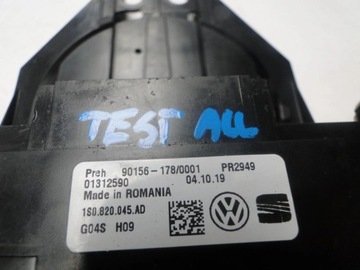 TEST ALL
Preh 90156-178/0001 PR2949
01312590 04.10.19
Made in ROMANIA
1S0.820.045.AD
G04S H09